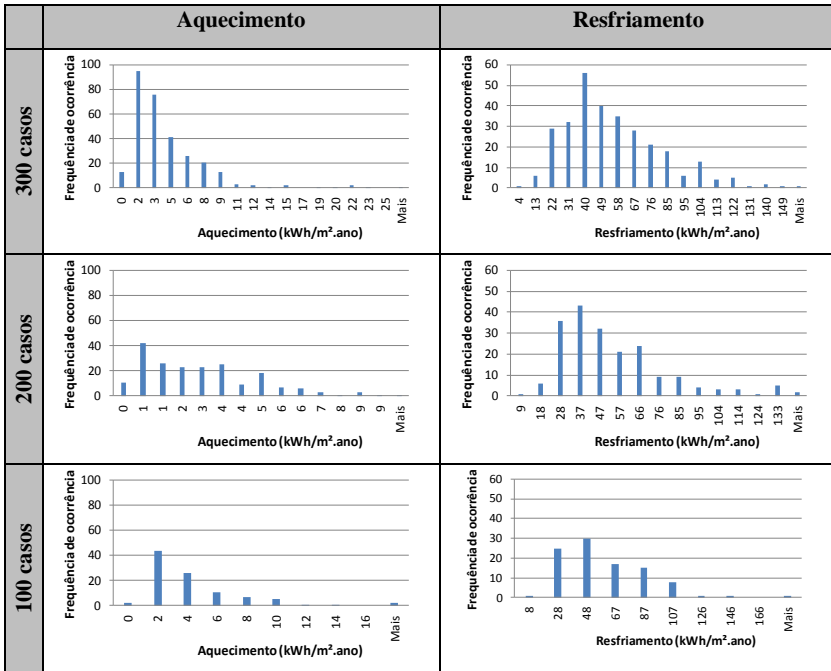 Aquecimento
Resfriamento
300 casos
Frequência de ocorrência
100
80
60
40
20
0
0 2 3 5 6 8 9 11 12 14 15 17 19 20 22 23 25 Mais
Aquecimento (kWh/m².ano)
Frequência de ocorrência
60
50
40
30
20
10
0
4 13 22 31 40 49 58 67 76 85 95 104 113 122 131 140 149 Mais
Resfriamento (kWh/m².ano)
200 casos
Frequência de ocorrência
100
80
60
40
20
0
0 1 1 2 3 4 4 5 6 6 7 8 9 9 Mais
Aquecimento (kWh/m².ano)
Frequência de ocorrência
60
50
40
30
20
10
0
9 18 28 37 47 57 66 76 85 95 104 114 124 133 Mais
Resfriamento (kWh/m².ano)
100 casos
Frequência de ocorrência
100
80
60
40
20
0
0 2 4 6 8 10 12 14 16 Mais
Aquecimento (kWh/m².ano)
Frequência de ocorrência
60
50
40
30
20
10
0
8 28 48 67 87 107 126 146 166 Mais
Resfriamento (kWh/m².ano)